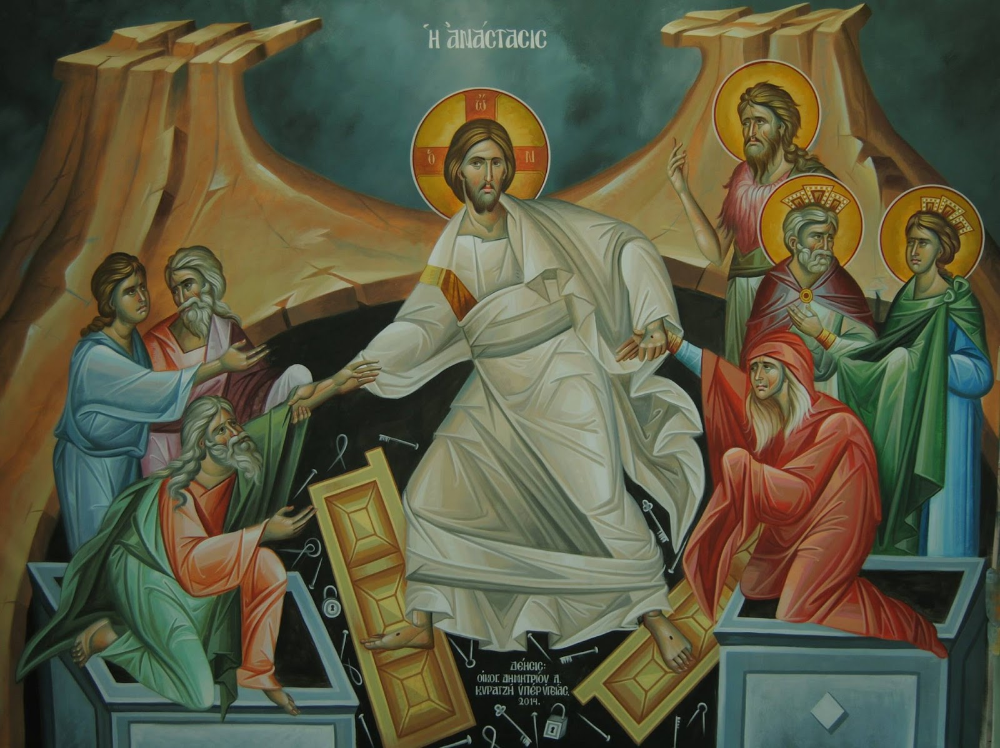 Ἡ ἈΝΆΣΤΑΣΙΣ
Ὁ Ὤ Ν
ΔΈΗΣΙΣ:
ΟἸΚΟΓ. ΔΗΜΗΤΡΊΟΥ Α.
ΚΥΡΑΤΖΉ ὙΠῈΡ ὙΓΕΊΑΣ.
2014.